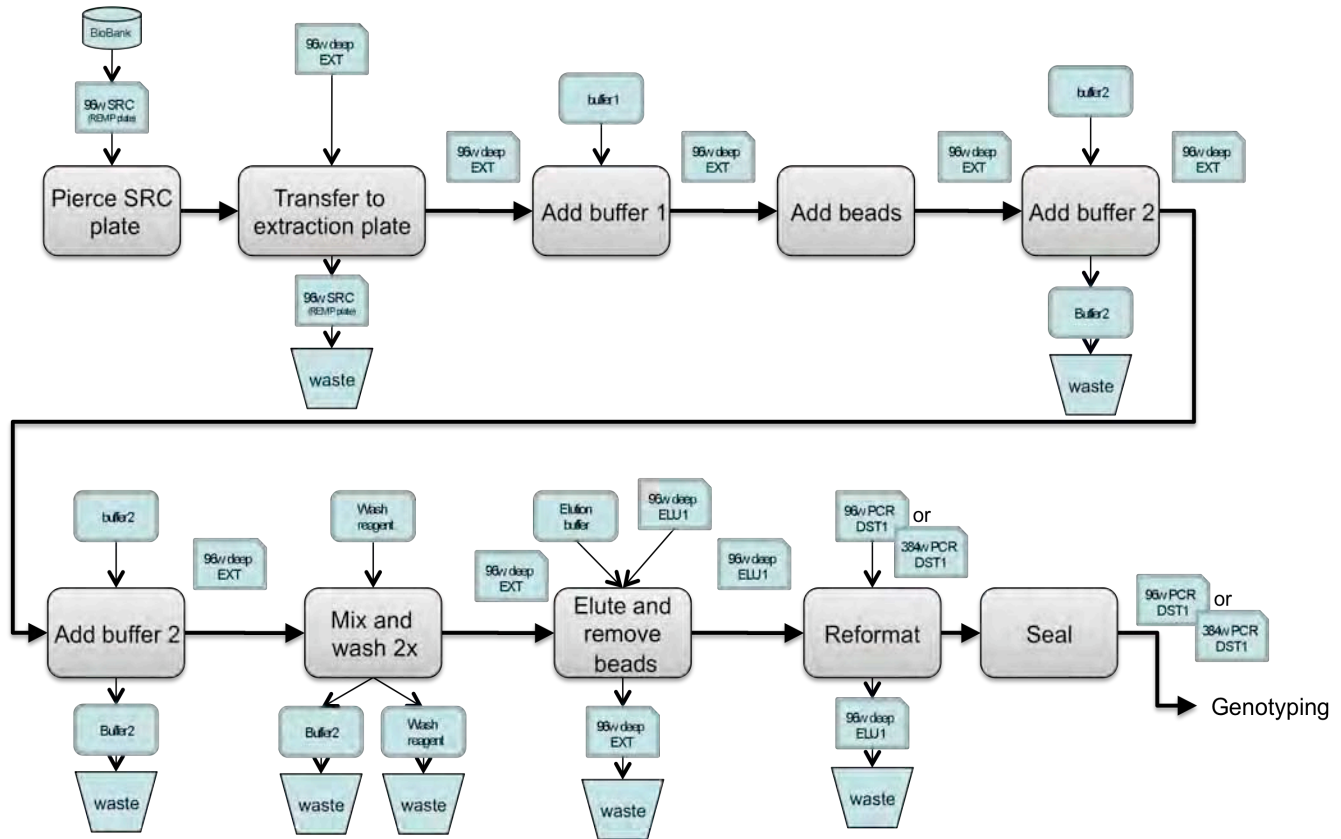 BioBank
96w SRC
(REMP plate)
96w deep
EXT
buffer1
buffer2
96w deep
EXT
96w deep
EXT
96w deep
EXT
96w deep
EXT
Pierce SRC
plate
Transfer to
extraction plate
Add buffer 1
Add beads
Add buffer 2
96w SRC
(REMP plate)
waste
Buffer2
waste
buffer2
Wash
reagent
Elution
buffer
96w deep
ELU1
96w PCR
DST1
or
384w PCR
DST1
96w deep
EXT
96w deep
EXT
96w deep
ELU1
96w PCR
DST1
or
384w PCR
DST1
Add buffer 2
Mix and
wash 2x
Elute and
remove
beads
Reformat
Seal
Genotyping
Buffer2
waste
Buffer2
waste
Wash
reagent
waste
96w deep
EXT
waste
96w deep
ELU1
waste